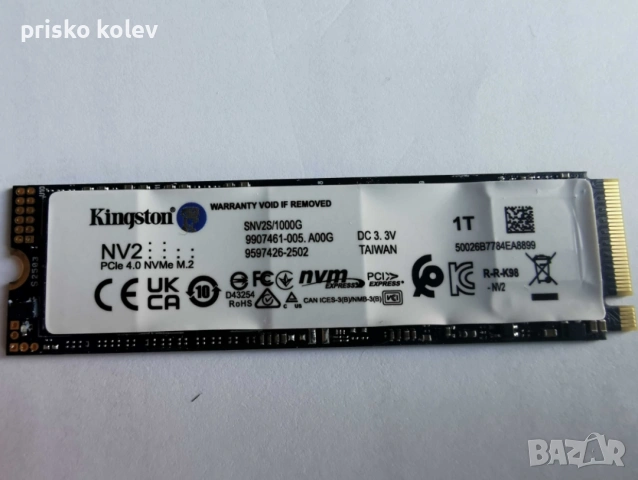 prisko kolev
WARRANTY VOID IF REMOVED
Kingston
SNV2S/1000G
9907461-005.A00G
9597426-2502
DC 3.3V
TAIWAN
1T
50026B7784EA8899
NV2
PCIe 4.0 NVMe M.2
CE UK CA
10
D43254
RoHS
nvm EXPRESS
PCI EXPRESS
CAN ICES-3(B)/NMB-3(B)
R-R-K98
-NV2
BAZAR